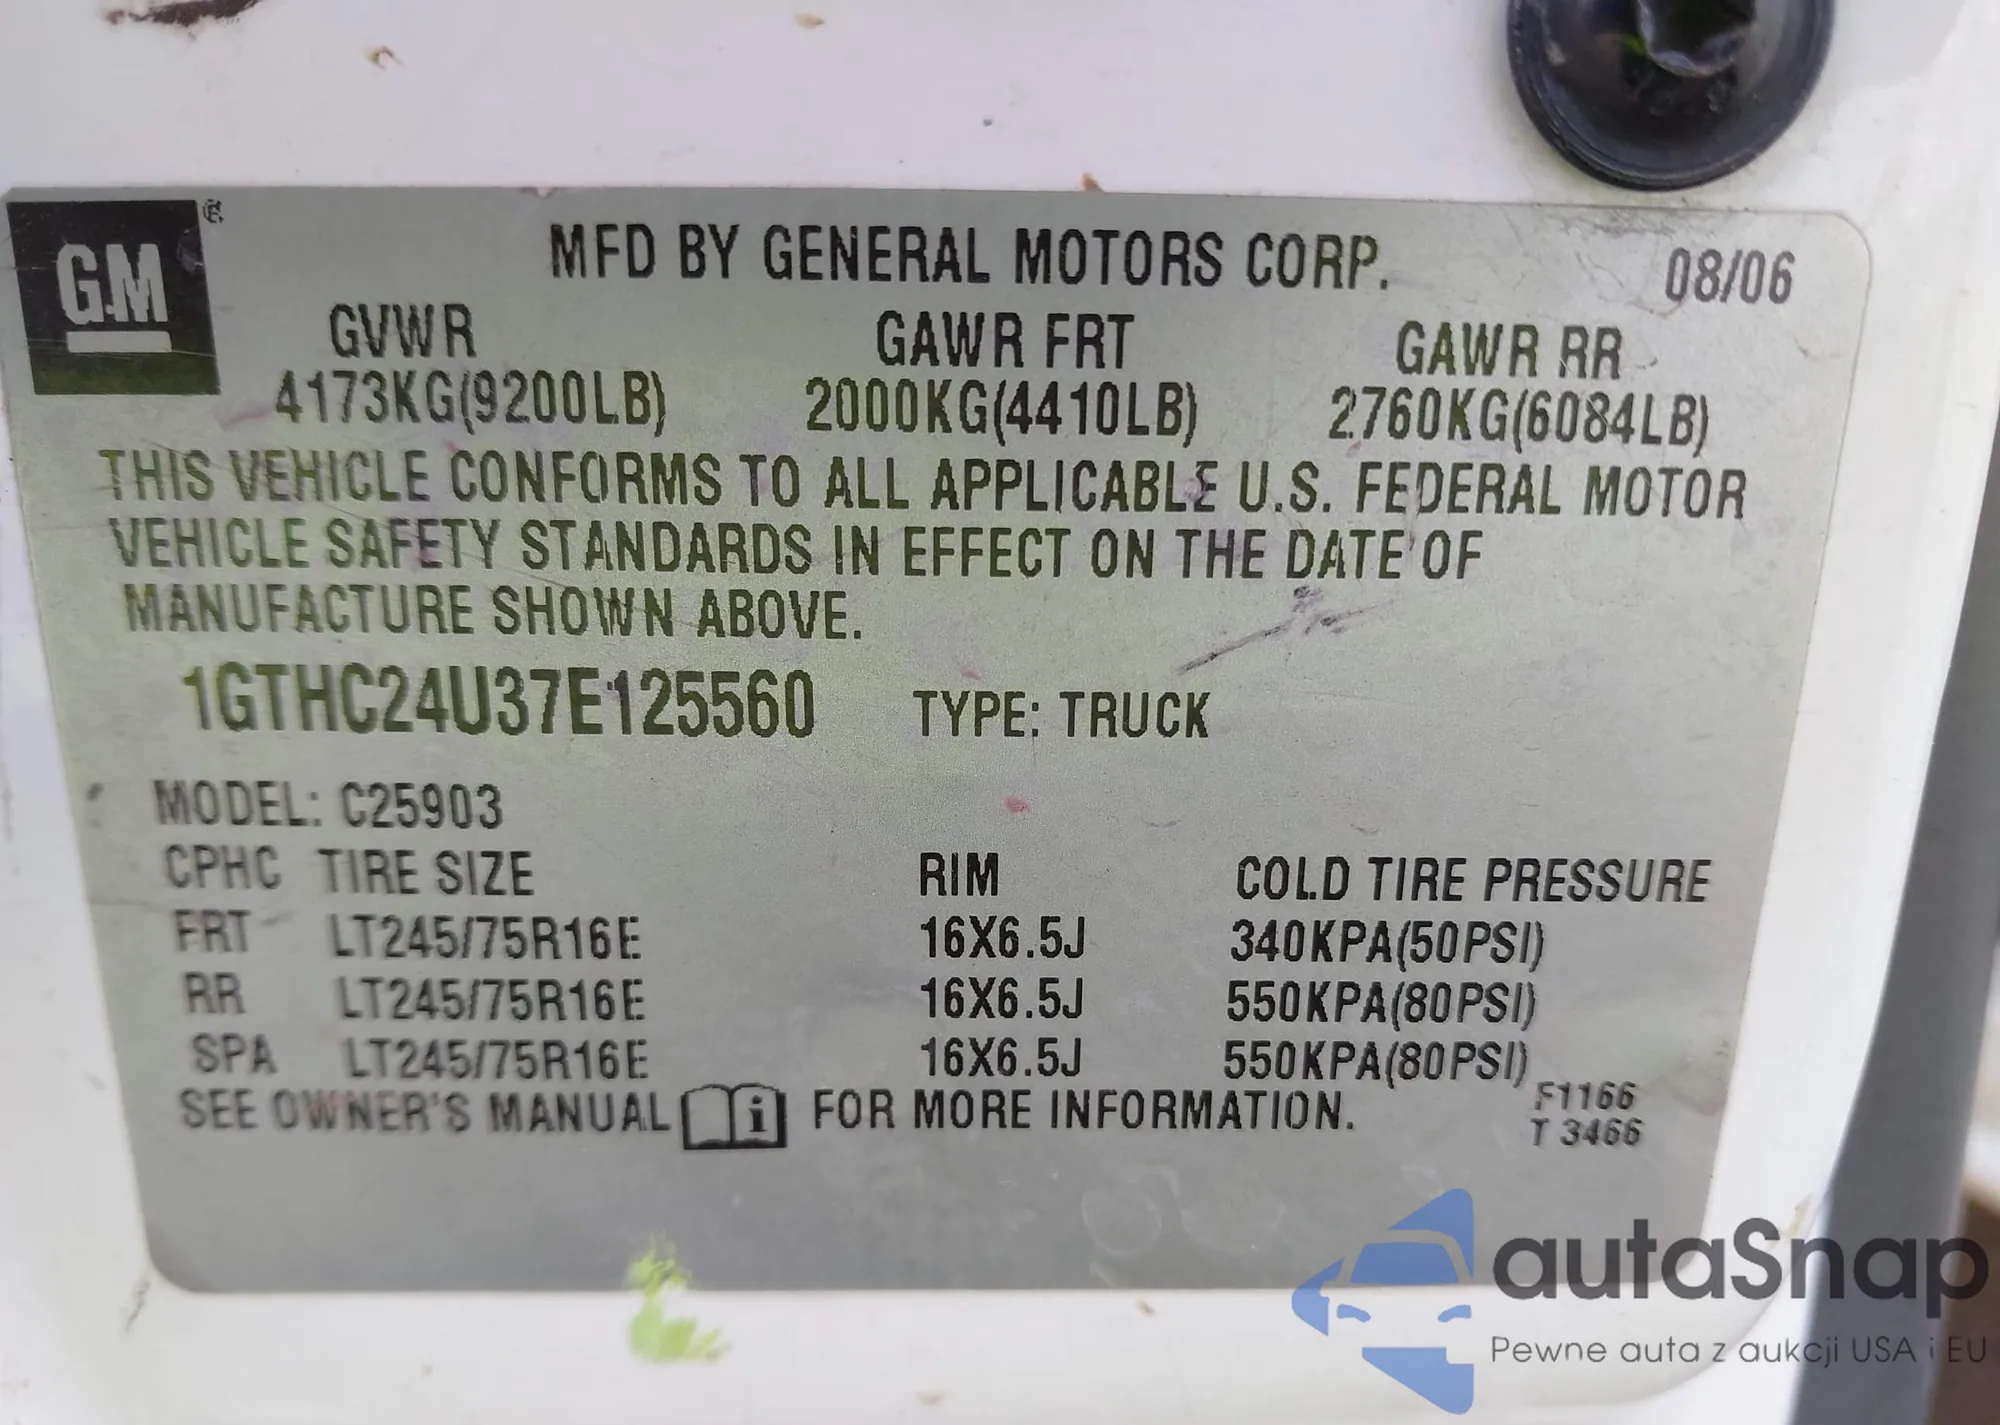 GM ®
MFD BY GENERAL MOTORS CORP. 08/06
GVWR GAWR FRT GAWR RR
4173KG(9200LB) 2000KG(4410LB) 2760KG(6084LB)
THIS VEHICLE CONFORMS TO ALL APPLICABLE U.S. FEDERAL MOTOR
VEHICLE SAFETY STANDARDS IN EFFECT ON THE DATE OF
MANUFACTURE SHOWN ABOVE.
1GTHC24U37E125560 TYPE: TRUCK
MODEL: C25903
CPHC TIRE SIZE RIM COLD TIRE PRESSURE
FRT LT245/75R16E 16X6.5J 340KPA(50PSI)
RR LT245/75R16E 16X6.5J 550KPA(80PSI)
SPA LT245/75R16E 16X6.5J 550KPA(80PSI)
SEE OWNER'S MANUAL i FOR MORE INFORMATION.
F1166
T 3466
autaSnap
Pewne auta z aukcji USA i EU